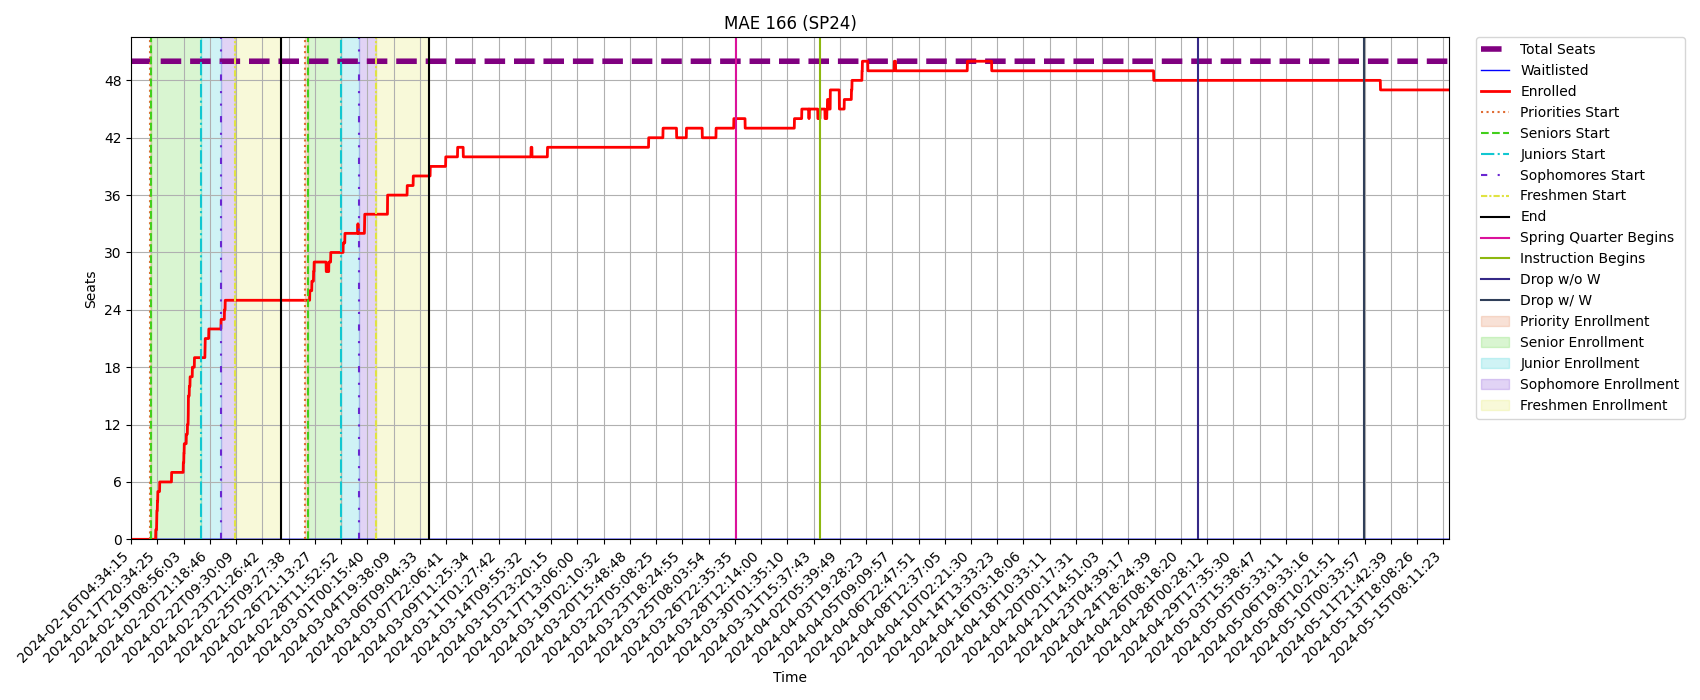 MAE 166 (SP24)
Seats
48
42
36
30
24
18
12
6
0
2024-02-16T04:34:15
2024-02-17T20:34:25
2024-02-19T08:56:03
2024-02-20T21:18:46
2024-02-22T09:30:09
2024-02-23T21:26:42
2024-02-25T09:27:38
2024-02-26T21:13:27
2024-02-28T11:52:52
2024-03-01T00:15:40
2024-03-04T19:38:09
2024-03-06T09:04:33
2024-03-07T22:06:41
2024-03-09T11:25:34
2024-03-11T01:27:42
2024-03-14T09:55:32
2024-03-15T23:20:15
2024-03-17T13:06:00
2024-03-19T02:10:32
2024-03-20T15:48:48
2024-03-22T05:08:25
2024-03-23T18:24:55
2024-03-25T08:03:54
2024-03-26T22:35:35
2024-03-28T12:14:00
2024-03-30T01:35:10
2024-03-31T15:37:43
2024-04-02T05:39:49
2024-04-03T19:28:23
2024-04-05T09:09:57
2024-04-06T22:47:51
2024-04-08T12:37:05
2024-04-10T02:21:30
2024-04-14T14:33:23
2024-04-16T04:18:06
2024-04-18T10:33:11
2024-04-20T00:17:31
2024-04-21T14:51:03
2024-04-23T04:39:17
2024-04-24T18:24:39
2024-04-26T08:18:20
2024-04-28T00:28:12
2024-04-29T17:35:30
2024-05-03T15:38:47
2024-05-05T05:33:11
2024-05-06T19:33:16
2024-05-08T10:21:51
2024-05-10T00:33:57
2024-05-11T21:42:39
2024-05-13T18:08:26
2024-05-15T08:11:23
Time
Total Seats
Waitlisted
Enrolled
Priorities Start
Seniors Start
Juniors Start
Sophomores Start
Freshmen Start
End
Spring Quarter Begins
Instruction Begins
Drop w/o W
Drop w/ W
Priority Enrollment
Senior Enrollment
Junior Enrollment
Sophomore Enrollment
Freshmen Enrollment